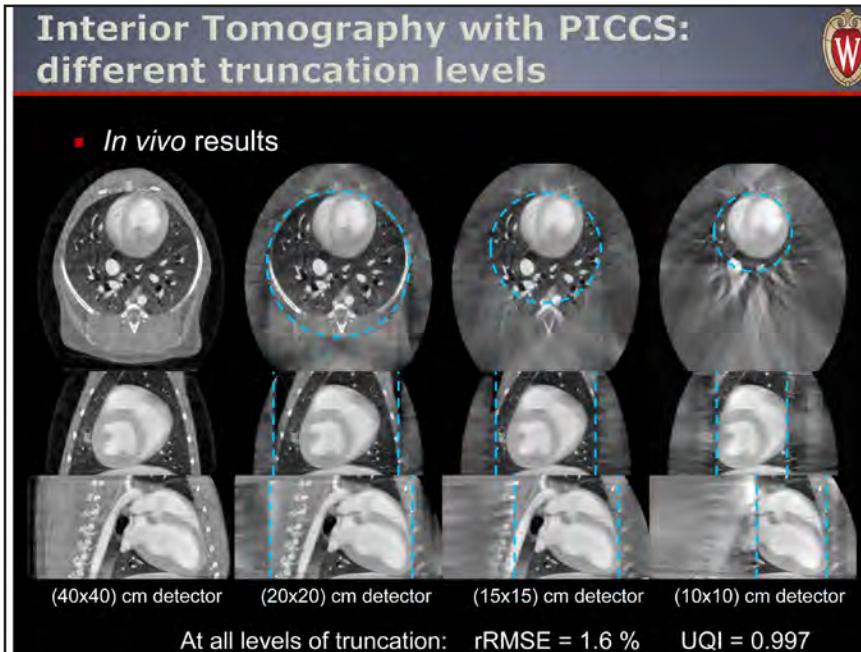 Interior Tomography with PICCS:
different truncation levels
W
In vivo results
(40x40) cm detector (20x20) cm detector (15x15) cm detector (10x10) cm detector
At all levels of truncation: rRMSE = 1.6 % UQI = 0.997